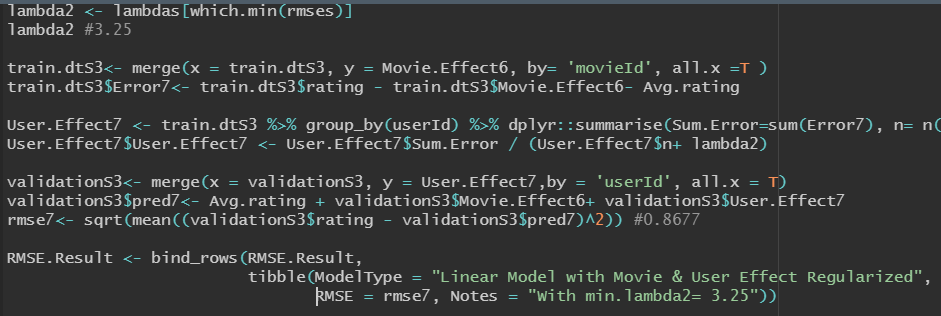 lambda2 <- lambdas[which.min(rmses)]
lambda2 #3.25
train.dtS3<- merge(x = train.dtS3, y = Movie.Effect6, by= 'movieId', all.x =T )
train.dtS3$Error7<- train.dtS3$rating - train.dtS3$Movie.Effect6- Avg.rating
User.Effect7 <- train.dtS3 %>% group_by(userId) %>% dplyr::summarise(Sum.Error=sum(Error7), n= n(
User.Effect7$User.Effect7 <- User.Effect7$Sum.Error / (User.Effect7$n+ lambda2)
validationS3<- merge(x = validationS3, y = User.Effect7,by = 'userId', all.x = T)
validationS3$pred7<- Avg.rating + validationS3$Movie.Effect6+ validationS3$User.Effect7
rmse7<- sqrt(mean((validationS3$rating - validationS3$pred7)^2)) #0.8677
RMSE.Result <- bind_rows(RMSE.Result,
tibble(ModelType = "Linear Model with Movie & User Effect Regularized",
RMSE = rmse7, Notes = "With min.lambda2= 3.25"))